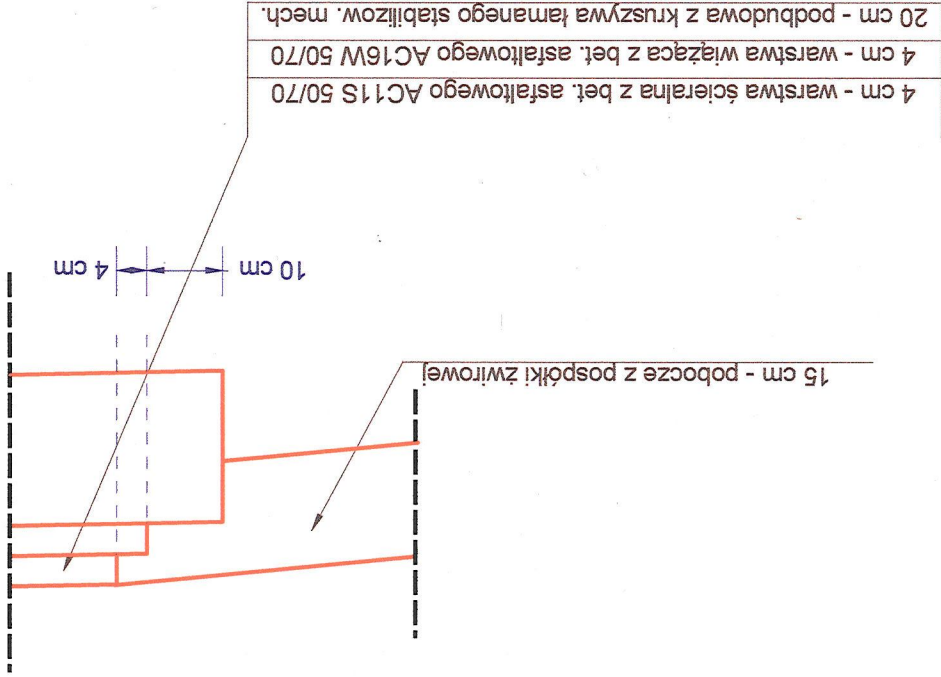 15 cm - pobocze z pospółki żwirowej
10 cm
4 cm
4 cm - warstwa ścieralna z bet. asfaltowego AC11S 50/70
4 cm - warstwa wiążąca z bet. asfaltowego AC16W 50/70
20 cm - podbudowa z kruszywa łamanego stabilizow. mech.